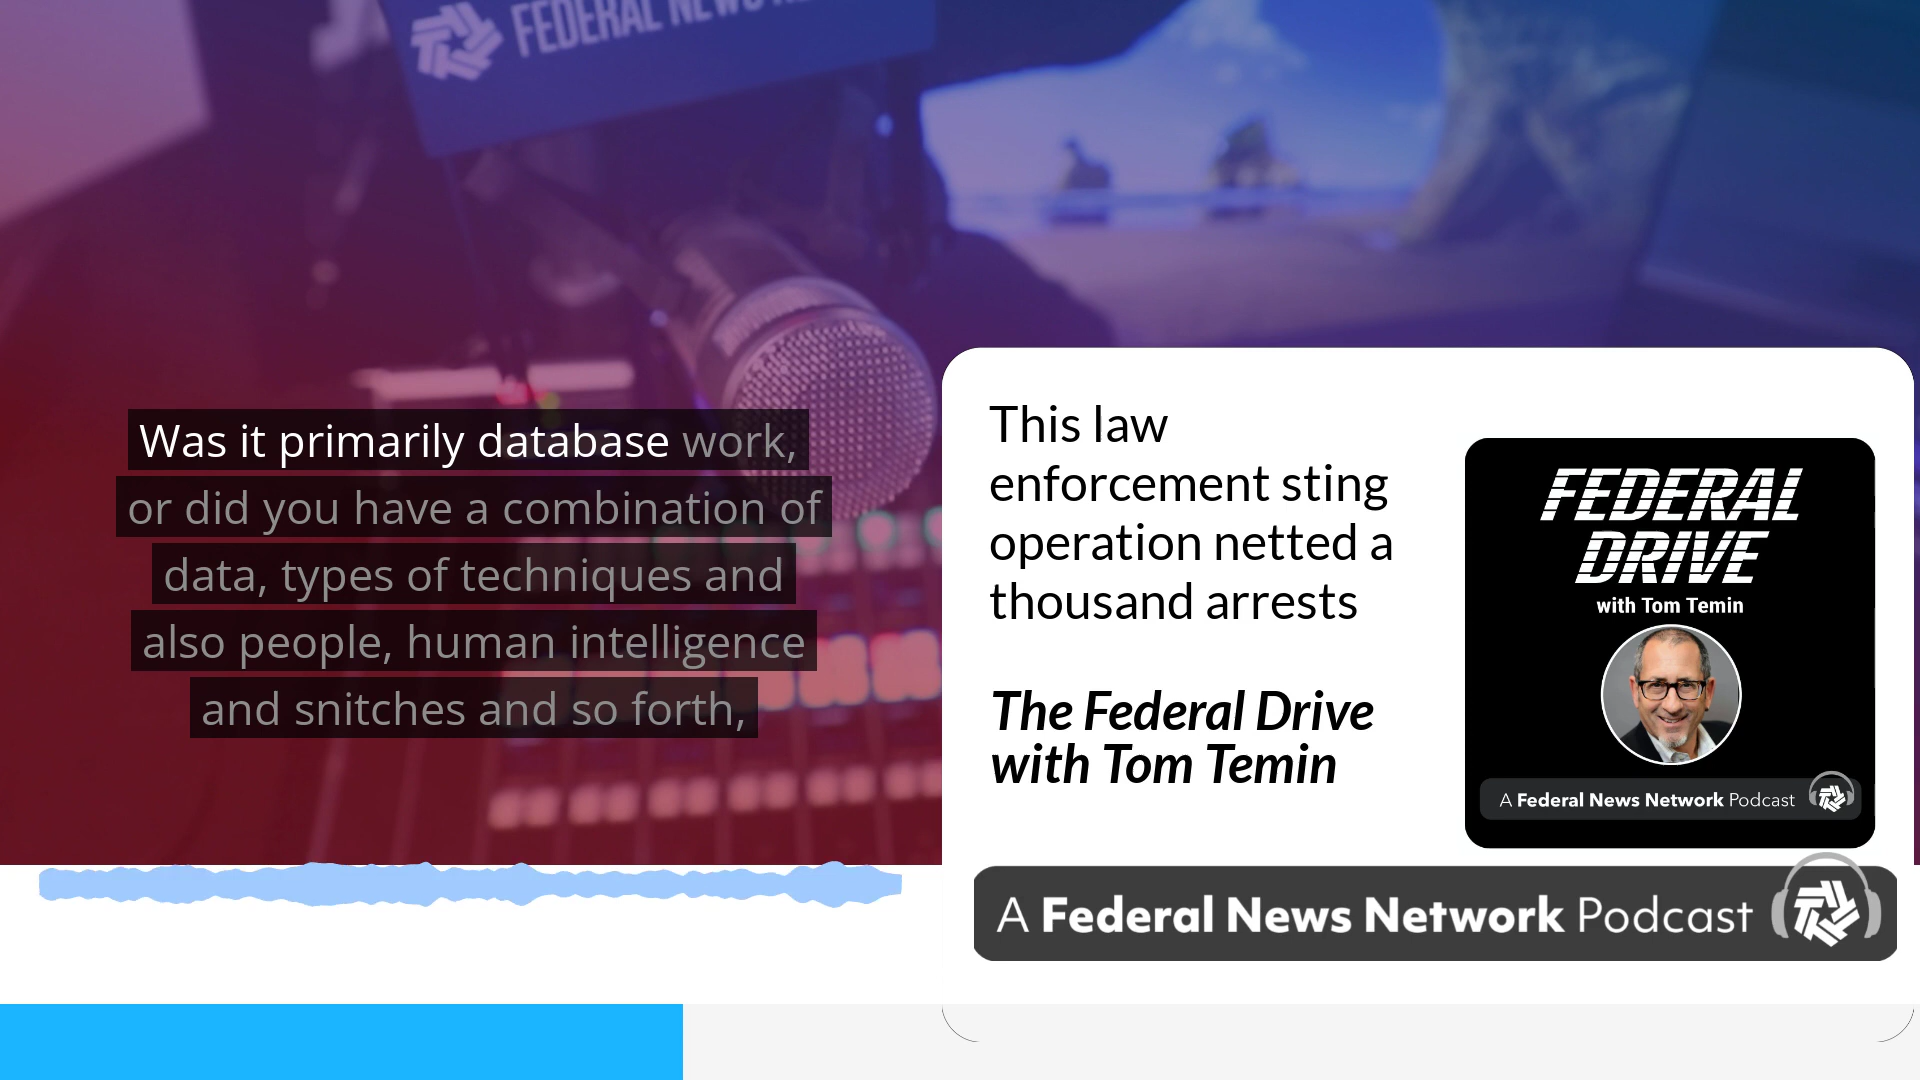 FEDERAL NEWS
Was it primarily database work,
or did you have a combination of
data, types of techniques and
also people, human intelligence
and snitches and so forth,
This law
enforcement sting
operation netted a
thousand arrests
The Federal Drive
with Tom Temin
FEDERAL
DRIVE
with Tom Temin
A Federal News Network Podcast
A Federal News Network Podcast